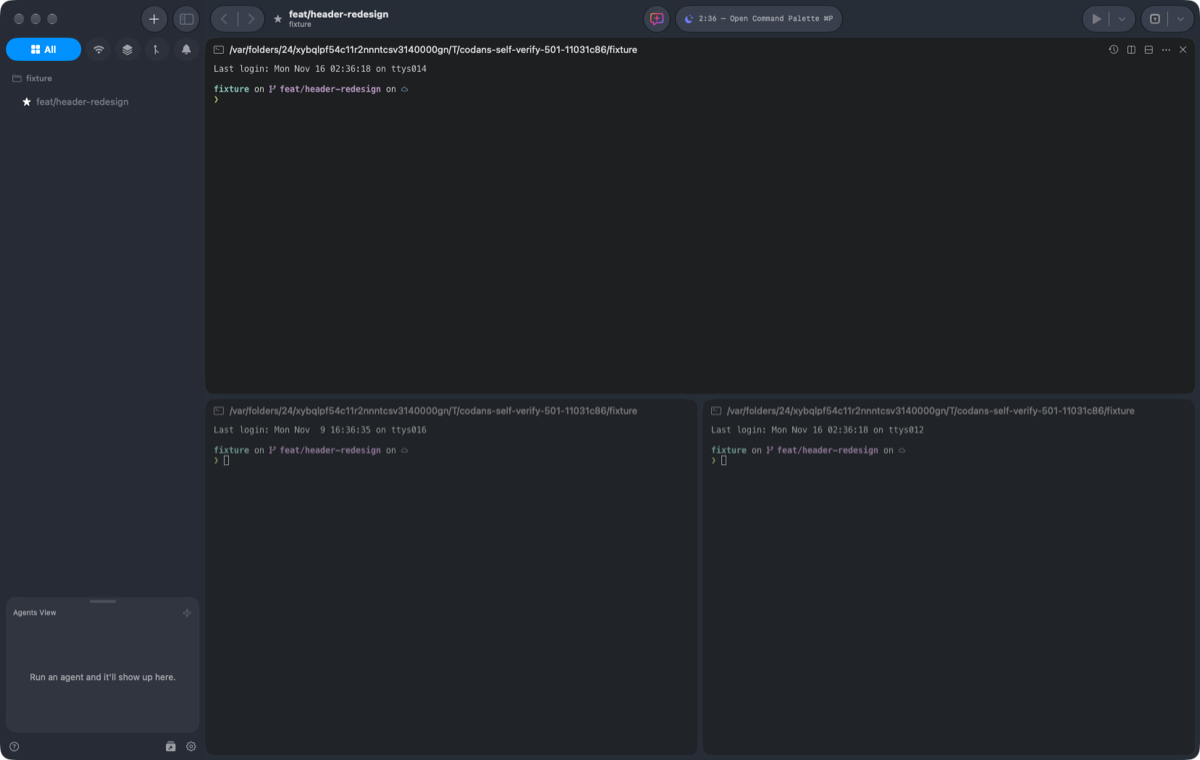 feat/header-redesign
fixture
2:36 — Open Command Palette ⌘P
All
fixture
feat/header-redesign
/var/folders/24/xybqlpf54c11r2nnntcsv3140000gn/T/codans-self-verify-501-11031c86/fixture
Last login: Mon Nov 16 02:36:18 on ttys014
fixture on feat/header-redesign on
❯
/var/folders/24/xybqlpf54c11r2nnntcsv3140000gn/T/codans-self-verify-501-11031c86/fixture
Last login: Mon Nov  9 16:36:35 on ttys016
fixture on feat/header-redesign on
❯
/var/folders/24/xybqlpf54c11r2nnntcsv3140000gn/T/codans-self-verify-501-11031c86/fixture
Last login: Mon Nov 16 02:36:18 on ttys012
fixture on feat/header-redesign on
❯
Agents View
Run an agent and it'll show up here.